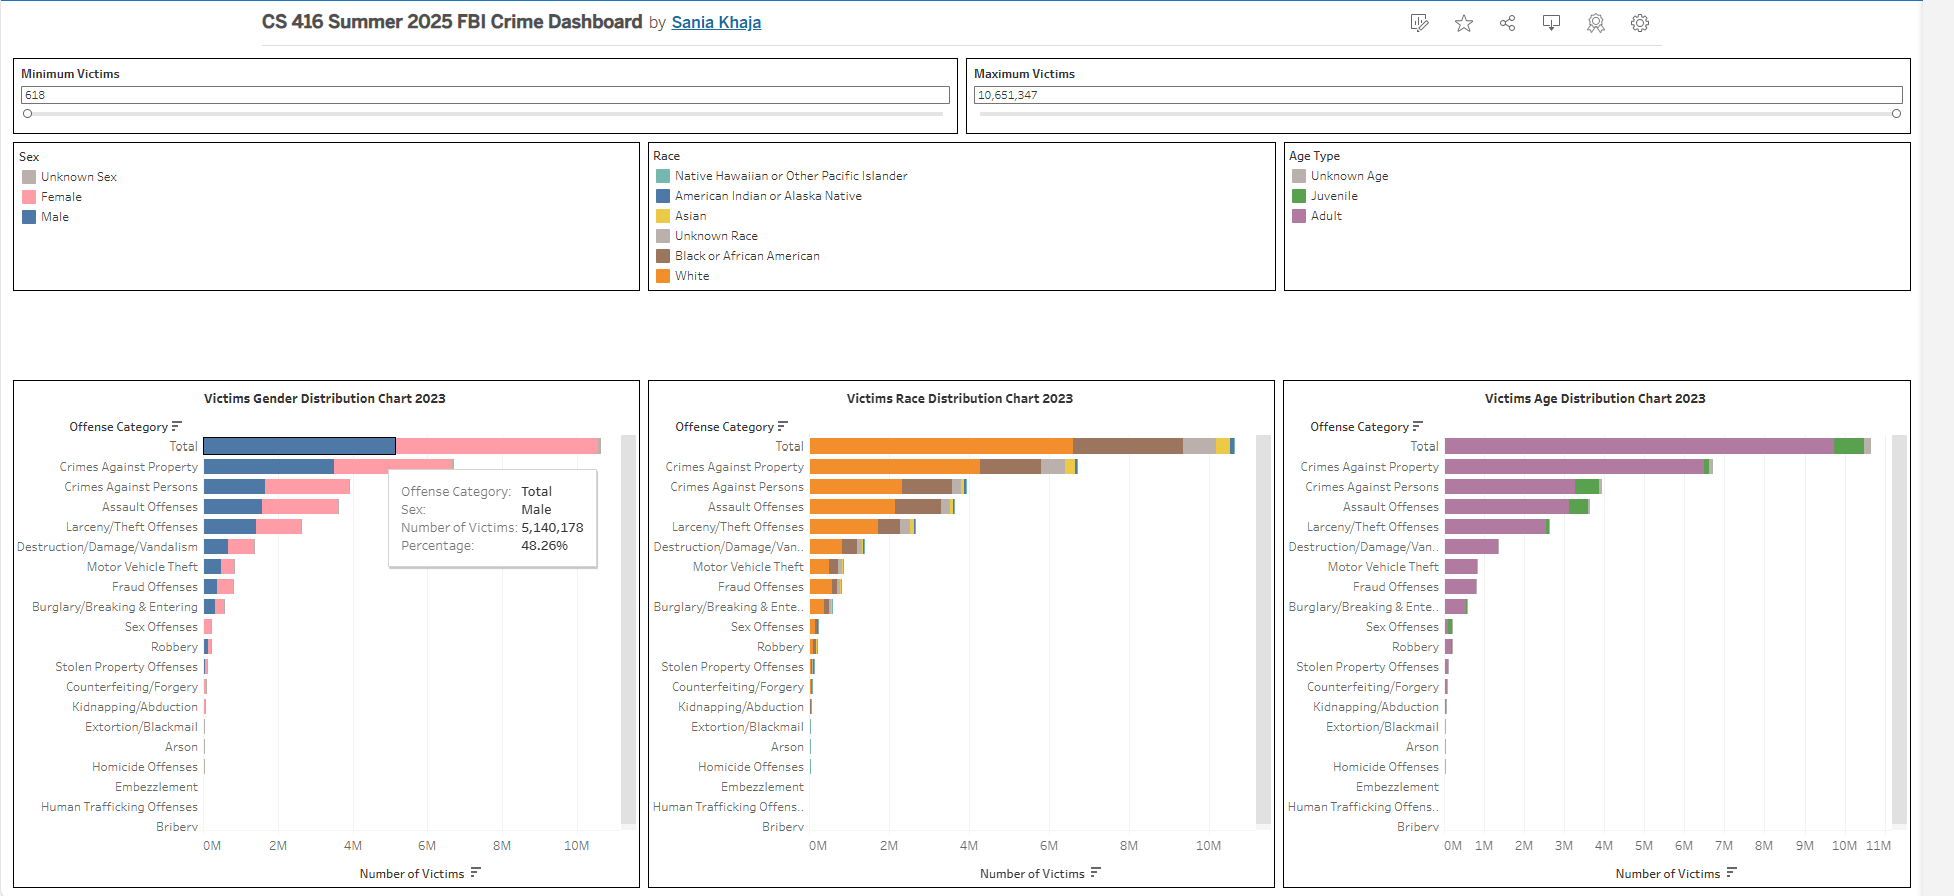 CS 416 Summer 2025 FBI Crime Dashboard by Sania Khaja
Minimum Victims
618
Maximum Victims
10,651,347
Sex
Unknown Sex
Female
Male
Race
Native Hawaiian or Other Pacific Islander
American Indian or Alaska Native
Asian
Unknown Race
Black or African American
White
Age Type
Unknown Age
Juvenile
Adult
Victims Gender Distribution Chart 2023
Offense Category
Total
Crimes Against Property
Crimes Against Persons
Assault Offenses
Larceny/Theft Offenses
Destruction/Damage/Vandalism
Motor Vehicle Theft
Fraud Offenses
Burglary/Breaking & Entering
Sex Offenses
Robbery
Stolen Property Offenses
Counterfeiting/Forgery
Kidnapping/Abduction
Extortion/Blackmail
Arson
Homicide Offenses
Embezzlement
Human Trafficking Offenses
Bribery
0M 2M 4M 6M 8M 10M
Number of Victims
Offense Category: Total
Sex: Male
Number of Victims: 5,140,178
Percentage: 48.26%
Victims Race Distribution Chart 2023
Offense Category
Total
Crimes Against Property
Crimes Against Persons
Assault Offenses
Larceny/Theft Offenses
Destruction/Damage/Van..
Motor Vehicle Theft
Fraud Offenses
Burglary/Breaking & Ente..
Sex Offenses
Robbery
Stolen Property Offenses
Counterfeiting/Forgery
Kidnapping/Abduction
Extortion/Blackmail
Arson
Homicide Offenses
Embezzlement
Human Trafficking Offens..
Bribery
0M 2M 4M 6M 8M 10M
Number of Victims
Victims Age Distribution Chart 2023
Offense Category
Total
Crimes Against Property
Crimes Against Persons
Assault Offenses
Larceny/Theft Offenses
Destruction/Damage/Van..
Motor Vehicle Theft
Fraud Offenses
Burglary/Breaking & Ente..
Sex Offenses
Robbery
Stolen Property Offenses
Counterfeiting/Forgery
Kidnapping/Abduction
Extortion/Blackmail
Arson
Homicide Offenses
Embezzlement
Human Trafficking Offens..
Bribery
0M 1M 2M 3M 4M 5M 6M 7M 8M 9M 10M 11M
Number of Victims